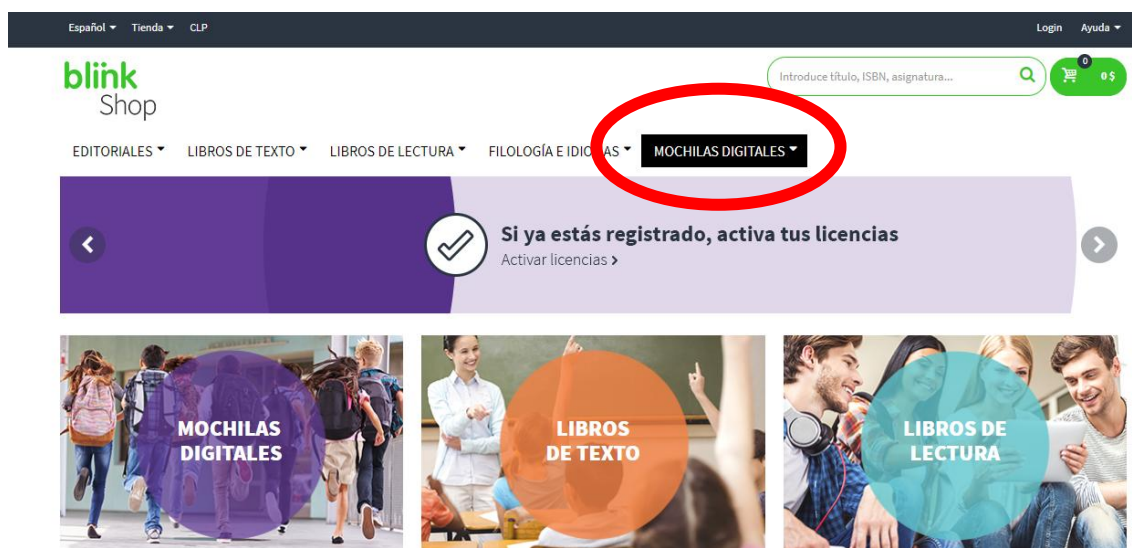 Español Tienda CLP Login Ayuda
blink
Shop
Introduce título, ISBN, asignatura...
0
0 $
EDITORIALES LIBROS DE TEXTO LIBROS DE LECTURA FILOLOGÍA E MOCHILAS DIGITALES
Si ya estás registrado, activa tus licencias
Activar licencias >
MOCHILAS
DIGITALES
LIBROS
DE TEXTO
LIBROS DE
LECTURA